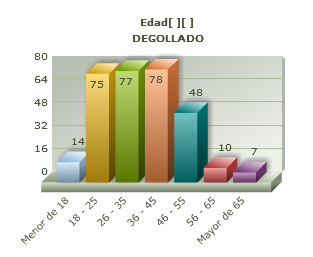 Edad[ ][ ]
DEGOLLADO
80
64
48
32
16
0
14
75
77
78
48
10
7
Menor de 18
18 - 25
26 - 35
36 - 45
46 - 55
56 - 65
Mayor de 65